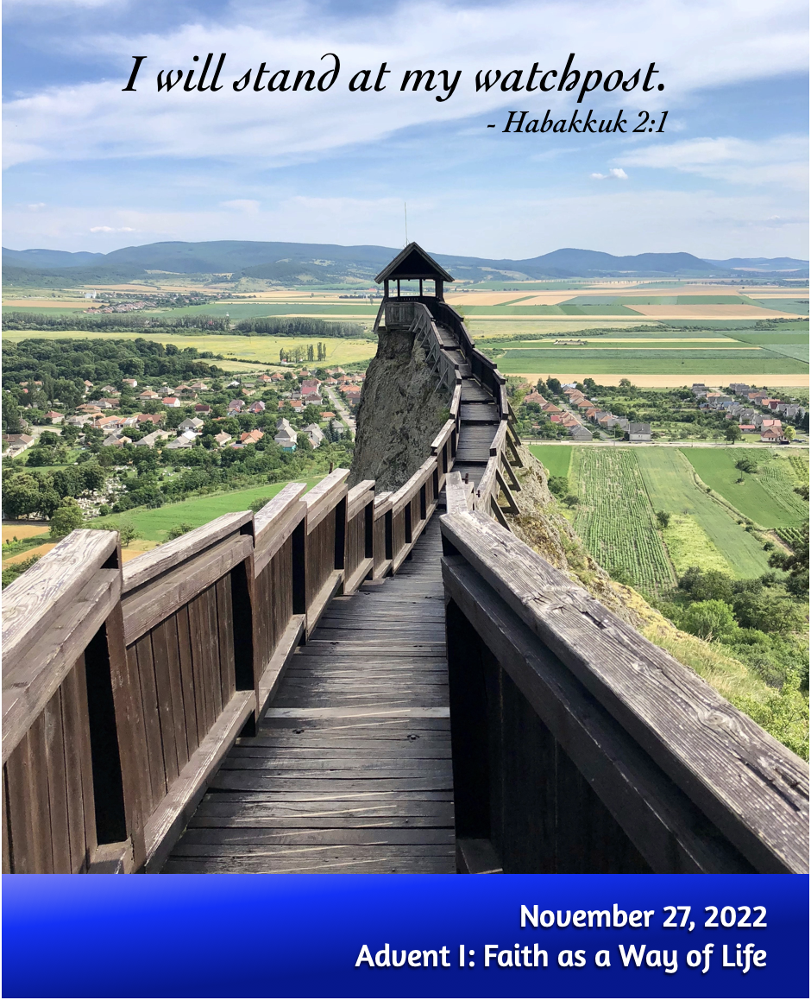 I will stand at my watchpost.
- Habakkuk 2:1
November 27, 2022
Advent I: Faith as a Way of Life